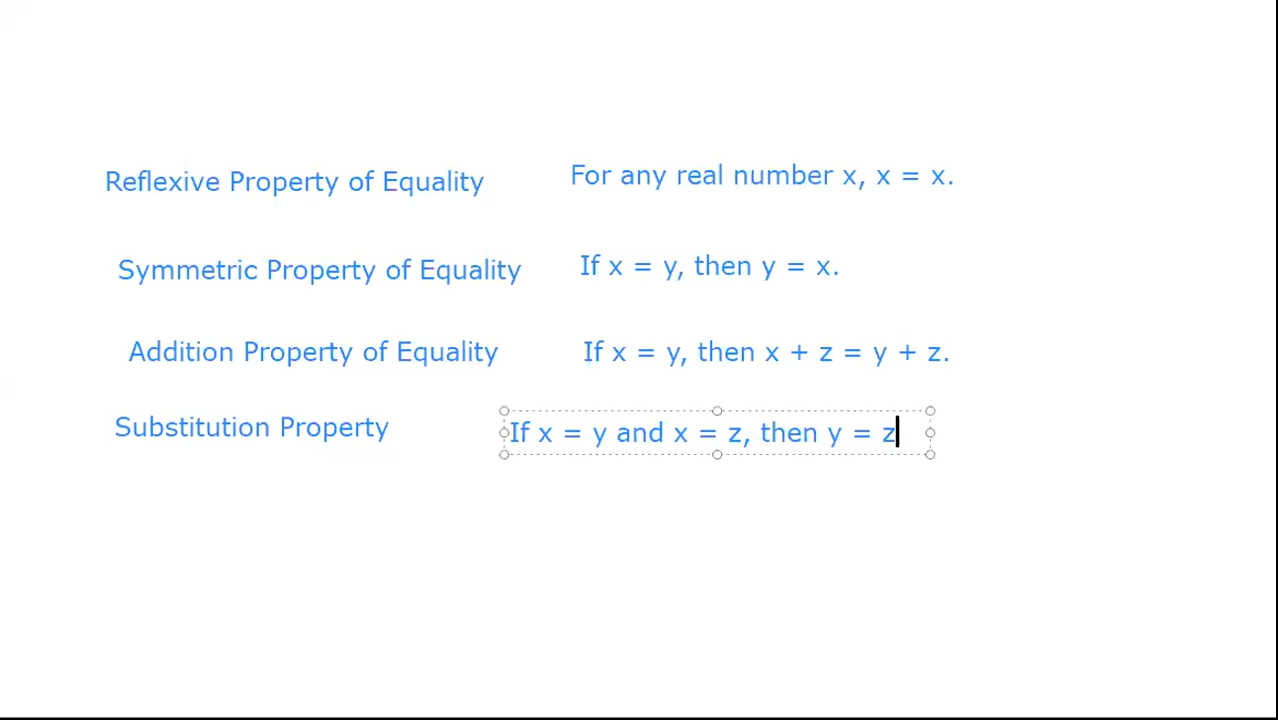 Reflexive Property of Equality For any real number x, x = x.
Symmetric Property of Equality If x = y, then y = x.
Addition Property of Equality If x = y, then x + z = y + z.
Substitution Property If x = y and x = z, then y = z